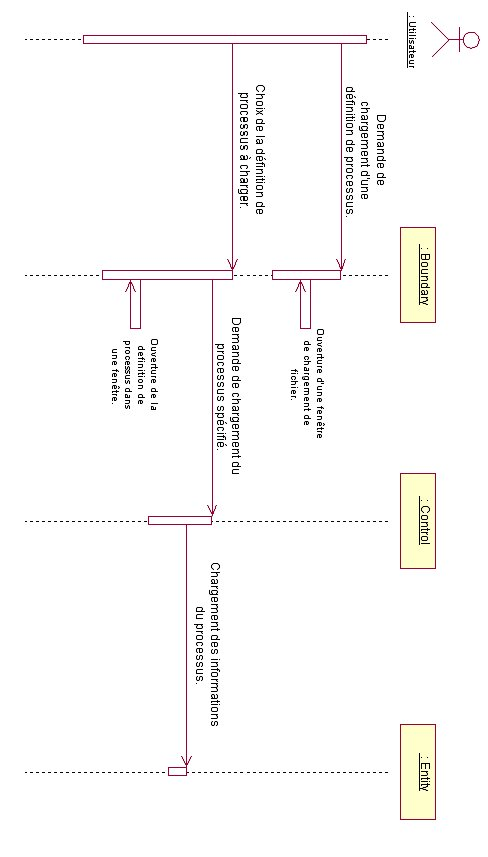 : Utilisateur
: Boundary
: Control
: Entity
Demande de
chargement d'une
définition de processus.
Ouverture d'une fenêtre
de chargement de
fichier.
Choix de la définition de
processus à charger.
Demande de chargement du
processus spécifié.
Chargement des informations
du processus.
Ouverture de la
definition de
processus dans
une fenêtre.